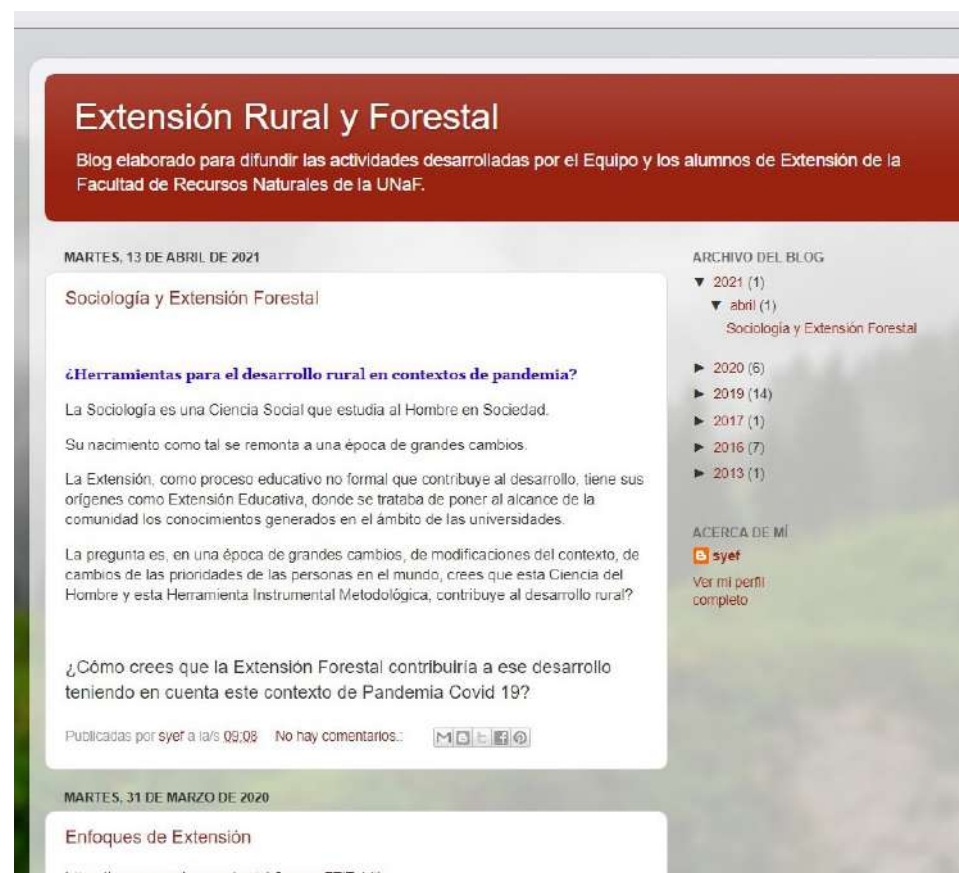 Extensión Rural y Forestal
Blog elaborado para difundir las actividades desarrolladas por el Equipo y los alumnos de Extensión de la
Facultad de Recursos Naturales de la UNaF.
MARTES, 13 DE ABRIL DE 2021
Sociología y Extensión Forestal
¿Herramientas para el desarrollo rural en contextos de pandemia?
La Sociología es una Ciencia Social que estudia al Hombre en Sociedad.
Su nacimiento como tal se remonta a una época de grandes cambios.
La Extensión, como proceso educativo no formal que contribuye al desarrollo, tiene sus
orígenes como Extensión Educativa, donde se trataba de poner al alcance de la
comunidad los conocimientos generados en el ámbito de las universidades.
La pregunta es, en una época de grandes cambios, de modificaciones del contexto, de
cambios de las prioridades de las personas en el mundo, crees que esta Ciencia del
Hombre y esta Herramienta Instrumental Metodológica, contribuye al desarrollo rural?
¿Cómo crees que la Extensión Forestal contribuiría a ese desarrollo
teniendo en cuenta este contexto de Pandemia Covid 19?
Publicadas por syef a la/s 09:08 No hay comentarios.:
MARTES, 31 DE MARZO DE 2020
Enfoques de Extensión
ARCHIVO DEL BLOG
▼ 2021 (1)
▼ abril (1)
Sociología y Extensión Forestal
► 2020 (6)
► 2019 (14)
► 2017 (1)
► 2016 (7)
► 2013 (1)
ACERCA DE MÍ
syef
Ver mi perfil
completo